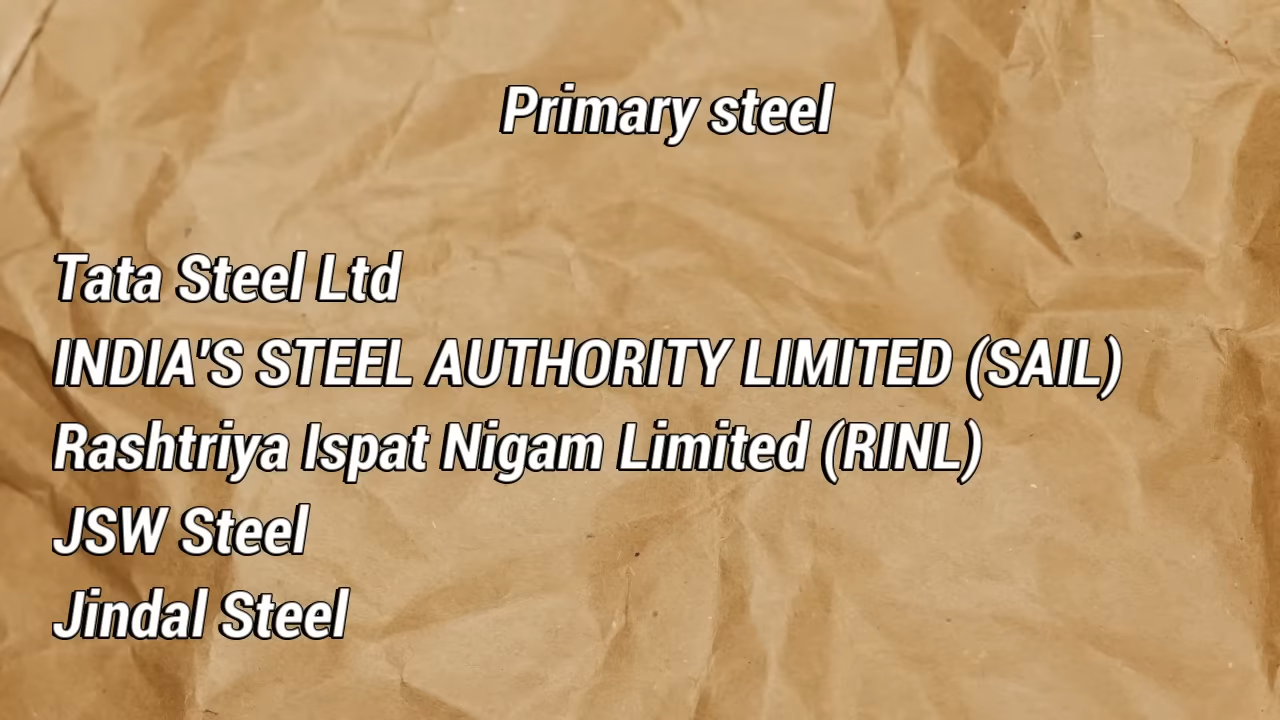 Primary steel
Tata Steel Ltd
INDIA'S STEEL AUTHORITY LIMITED (SAIL)
Rashtriya Ispat Nigam Limited (RINL)
JSW Steel
Jindal Steel